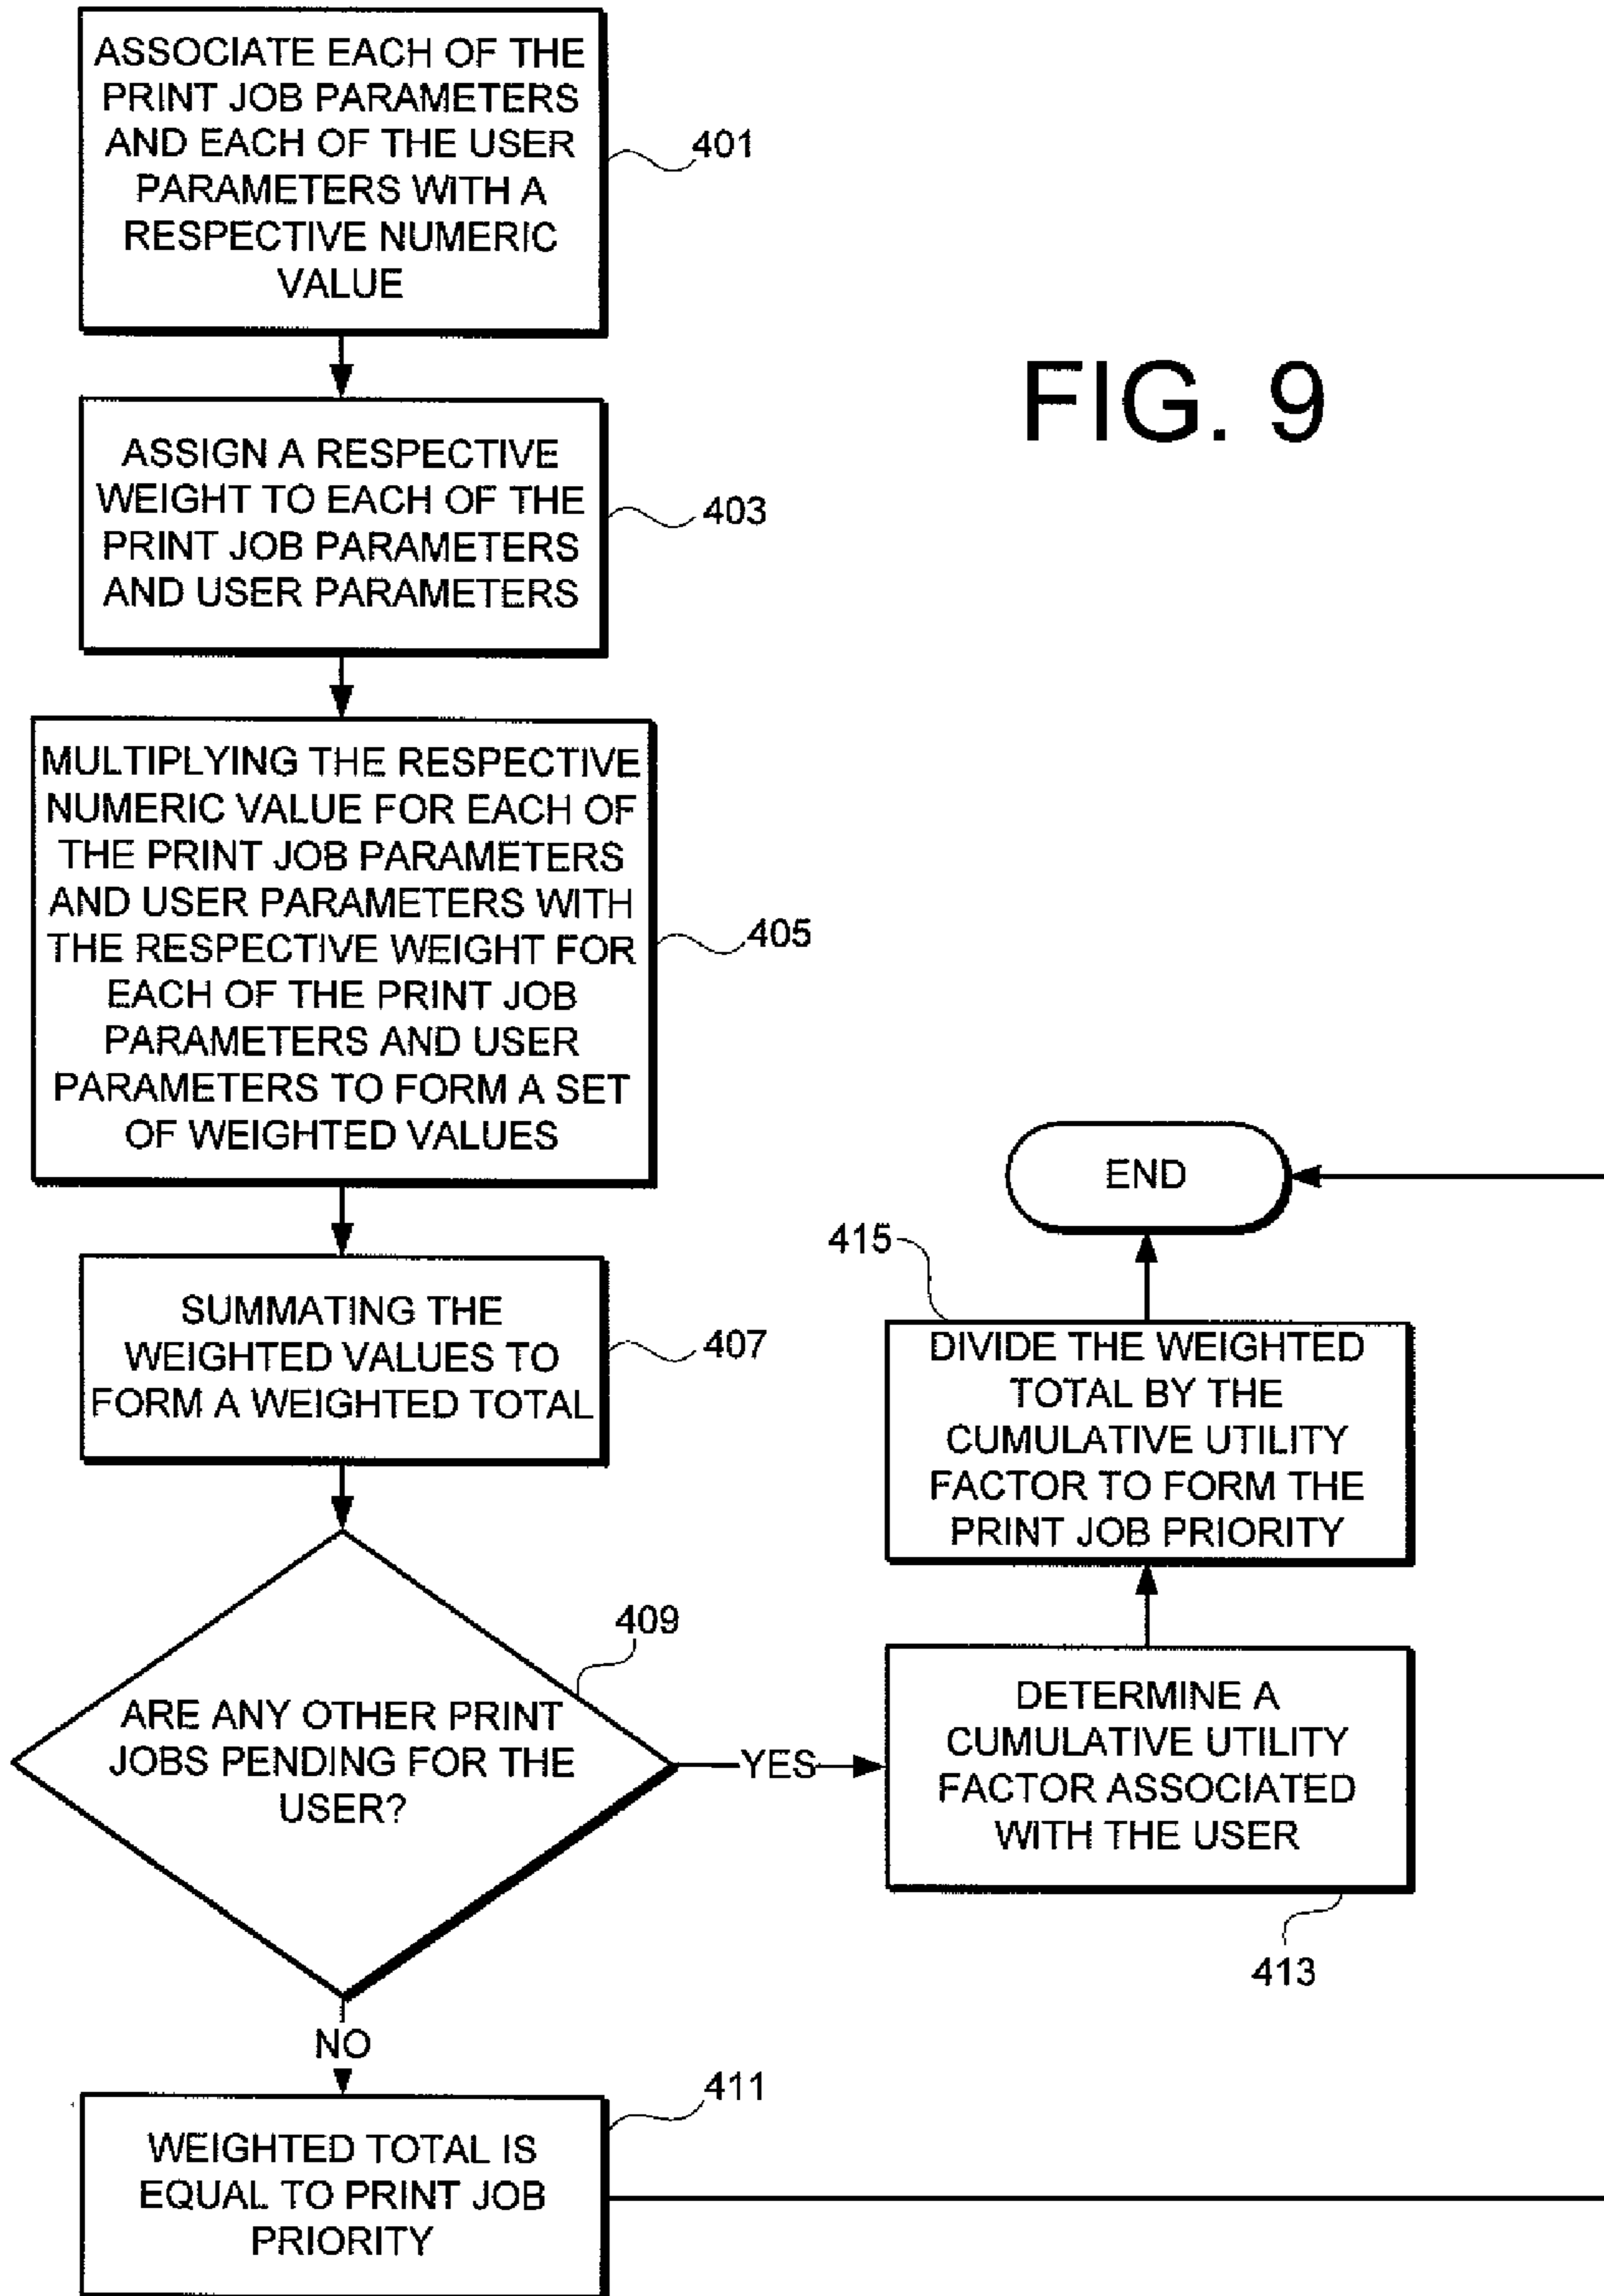 ASSOCIATE EACH OF THE
PRINT JOB PARAMETERS
AND EACH OF THE USER
PARAMETERS WITH A
RESPECTIVE NUMERIC
VALUE
401
FIG. 9
ASSIGN A RESPECTIVE
WEIGHT TO EACH OF THE
PRINT JOB PARAMETERS
AND USER PARAMETERS
403
MULTIPLYING THE RESPECTIVE
NUMERIC VALUE FOR EACH OF
THE PRINT JOB PARAMETERS
AND USER PARAMETERS WITH
THE RESPECTIVE WEIGHT FOR
EACH OF THE PRINT JOB
PARAMETERS AND USER
PARAMETERS TO FORM A SET
OF WEIGHTED VALUES
405
SUMMATING THE
WEIGHTED VALUES TO
FORM A WEIGHTED TOTAL
407
ARE ANY OTHER PRINT
JOBS PENDING FOR THE
USER?
409
YES
NO
WEIGHTED TOTAL IS
EQUAL TO PRINT JOB
PRIORITY
411
END
415
DIVIDE THE WEIGHTED
TOTAL BY THE
CUMULATIVE UTILITY
FACTOR TO FORM THE
PRINT JOB PRIORITY
DETERMINE A
CUMULATIVE UTILITY
FACTOR ASSOCIATED
WITH THE USER
413